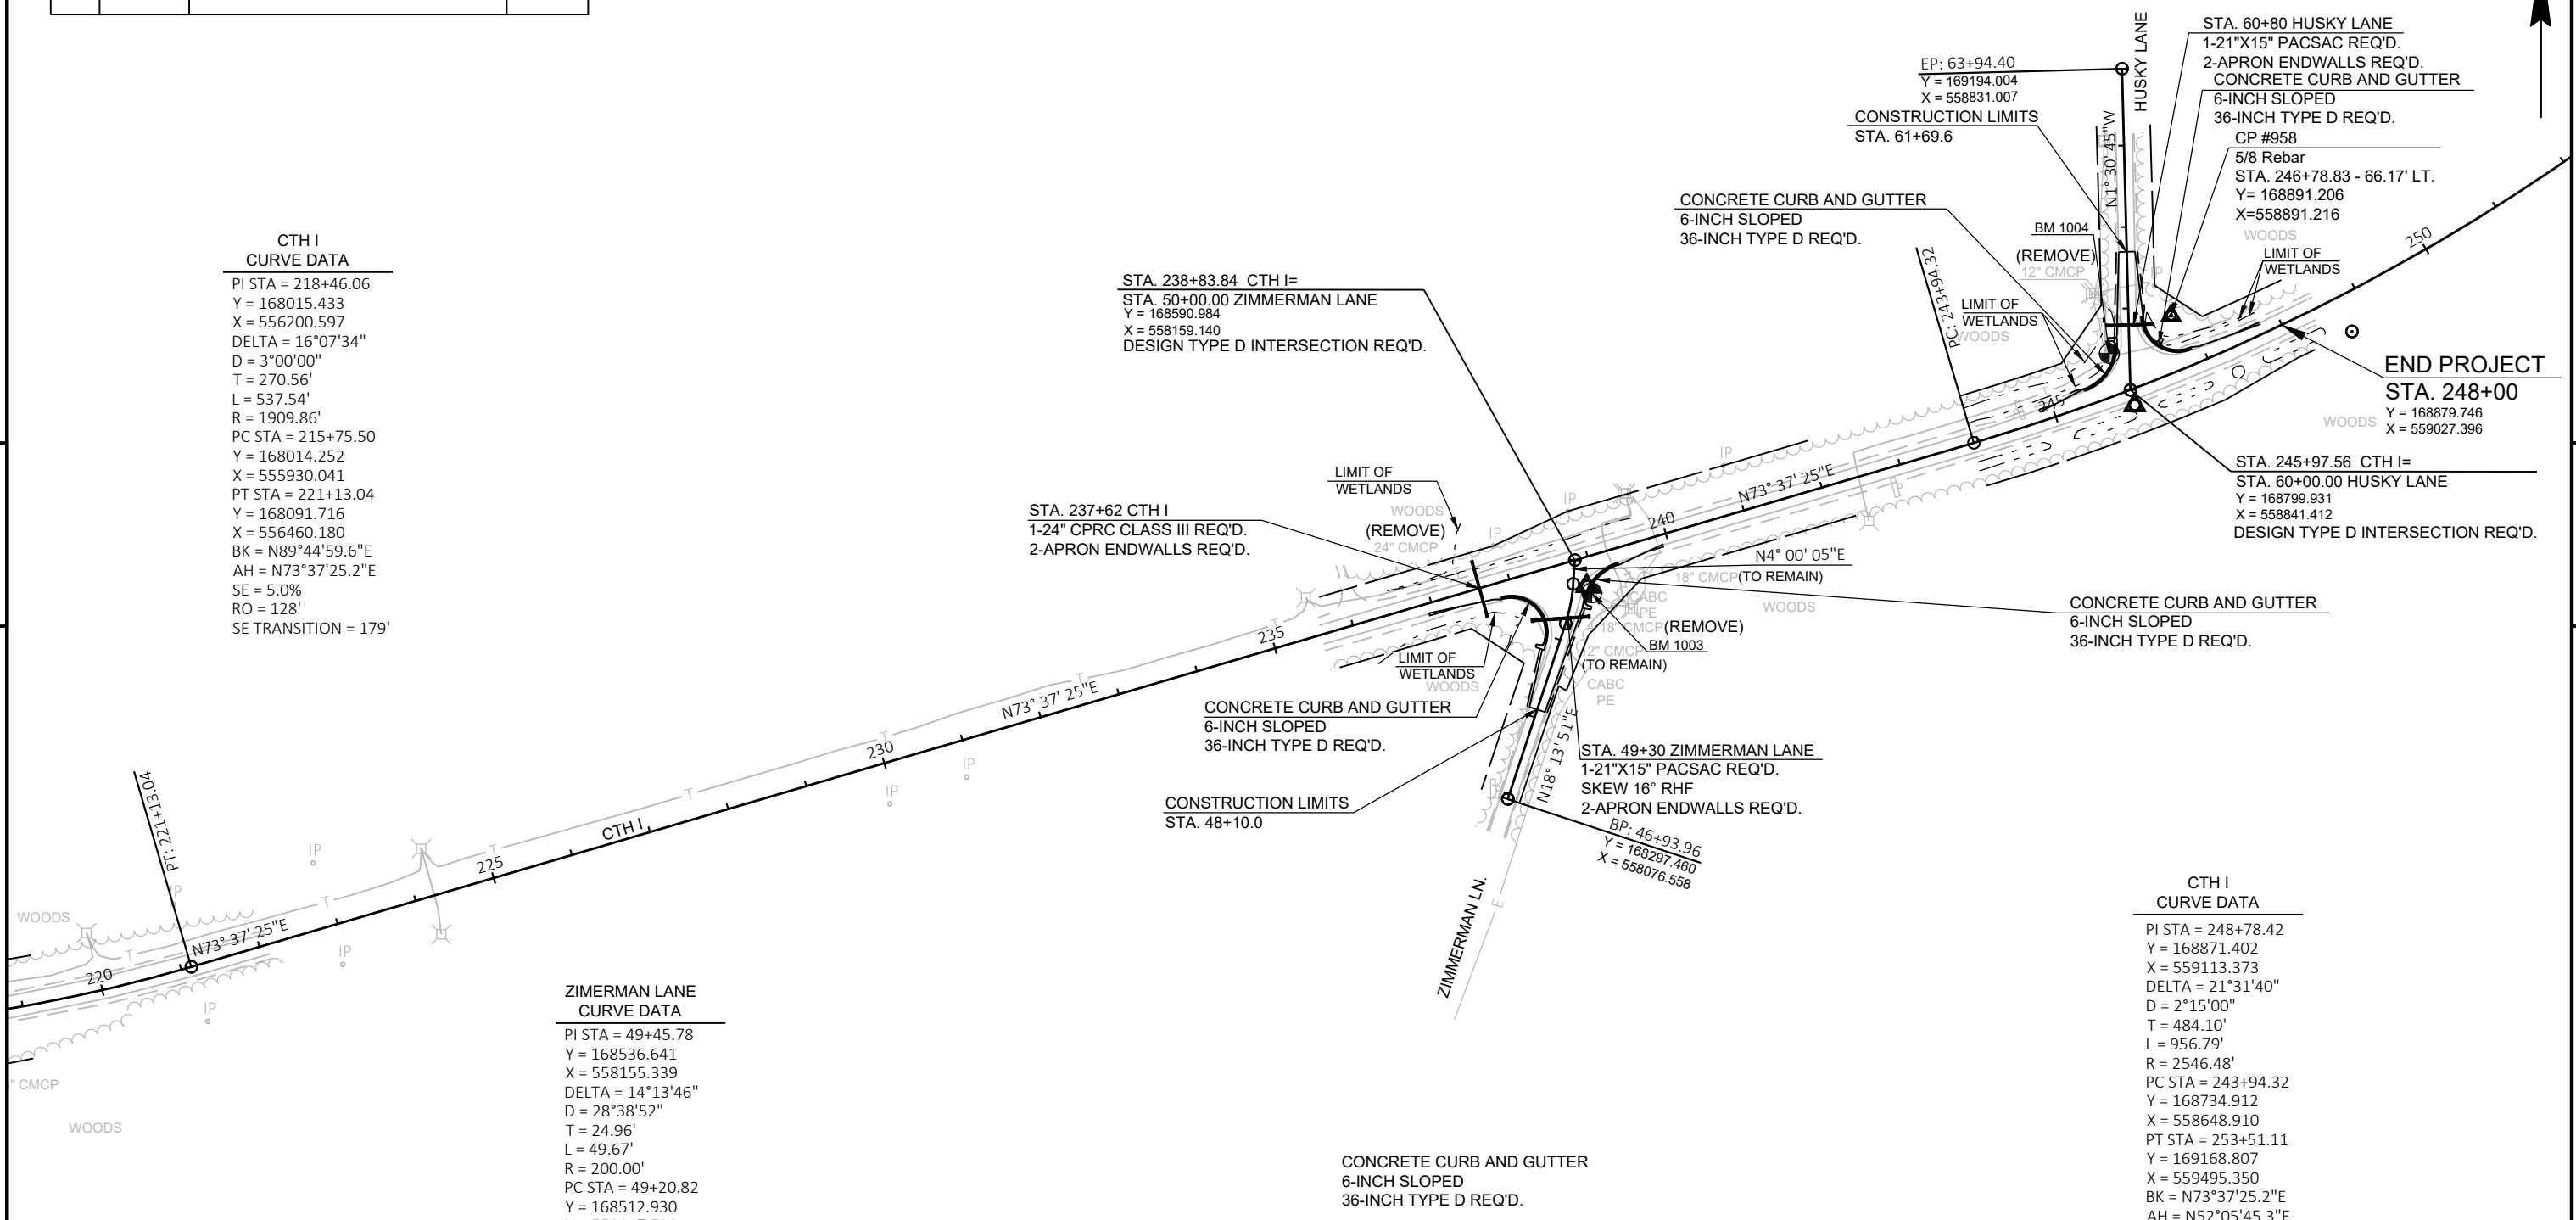 CTH I
CURVE DATA
PI STA = 218+46.06
Y = 168015.433
X = 556200.597
DELTA = 16°07'34"
D = 3°00'00"
T = 270.56'
L = 537.54'
R = 1909.86'
PC STA = 215+75.50
Y = 168014.252
X = 555930.041
PT STA = 221+13.04
Y = 168091.716
X = 556460.180
BK = N89°44'59.6"E
AH = N73°37'25.2"E
SE = 5.0%
RO = 128'
SE TRANSITION = 179'
STA. 238+83.84 CTH I=
STA. 50+00.00 ZIMMERMAN LANE
Y = 168590.984
X = 558159.140
DESIGN TYPE D INTERSECTION REQ'D.
EP: 63+94.40
Y = 169194.004
X = 558831.007
CONSTRUCTION LIMITS
STA. 61+69.6
CONCRETE CURB AND GUTTER
6-INCH SLOPED
36-INCH TYPE D REQ'D.
HUSKY LANE
N1° 30' 45"W
STA. 60+80 HUSKY LANE
1-21"X15" PACSAC REQ'D.
2-APRON ENDWALLS REQ'D.
CONCRETE CURB AND GUTTER
6-INCH SLOPED
36-INCH TYPE D REQ'D.
CP #958
5/8 Rebar
STA. 246+78.83 - 66.17' LT.
Y= 168891.206
X=558891.216
WOODS
LIMIT OF
WETLANDS
250
BM 1004
(REMOVE)
12" CMCP
IP
LIMIT OF
WETLANDS
WOODS
PC: 243+94.32
245
END PROJECT
STA. 248+00
Y = 168879.746
X = 559027.396
WOODS
STA. 245+97.56 CTH I=
STA. 60+00.00 HUSKY LANE
Y = 168799.931
X = 558841.412
DESIGN TYPE D INTERSECTION REQ'D.
LIMIT OF
WETLANDS
WOODS
(REMOVE)
24" CMCP
IP
IP
IP
N73° 37' 25"E
240
STA. 237+62 CTH I
1-24" CPRC CLASS III REQ'D.
2-APRON ENDWALLS REQ'D.
N4° 00' 05"E
18" CMCP
(TO REMAIN)
WOODS
CABC
PE
18" CMCP
(REMOVE)
BM 1003
12" CMCP
(TO REMAIN)
CABC
PE
CONCRETE CURB AND GUTTER
6-INCH SLOPED
36-INCH TYPE D REQ'D.
T
T
235
LIMIT OF
WETLANDS
WOODS
CONCRETE CURB AND GUTTER
6-INCH SLOPED
36-INCH TYPE D REQ'D.
CONSTRUCTION LIMITS
STA. 48+10.0
N18° 13' 51"E
STA. 49+30 ZIMMERMAN LANE
1-21"X15" PACSAC REQ'D.
SKEW 16° RHF
2-APRON ENDWALLS REQ'D.
BP: 46+93.96
Y = 168297.460
X = 558076.558
ZIMMERMAN LN.
E
T
N73° 37' 25"E
T
230
IP
IP
T
CTH I
T
225
IP
T
PT: 221+13.04
IP
IP
N73° 37' 25"E
WOODS
T
220
IP
" CMCP
WOODS
ZIMERMAN LANE
CURVE DATA
PI STA = 49+45.78
Y = 168536.641
X = 558155.339
DELTA = 14°13'46"
D = 28°38'52"
T = 24.96'
L = 49.67'
R = 200.00'
PC STA = 49+20.82
Y = 168512.930
CONCRETE CURB AND GUTTER
6-INCH SLOPED
36-INCH TYPE D REQ'D.
CTH I
CURVE DATA
PI STA = 248+78.42
Y = 168871.402
X = 559113.373
DELTA = 21°31'40"
D = 2°15'00"
T = 484.10'
L = 956.79'
R = 2546.48'
PC STA = 243+94.32
Y = 168734.912
X = 558648.910
PT STA = 253+51.11
Y = 169168.807
X = 559495.350
BK = N73°37'25.2"E
AH = N52°05'45.3"E